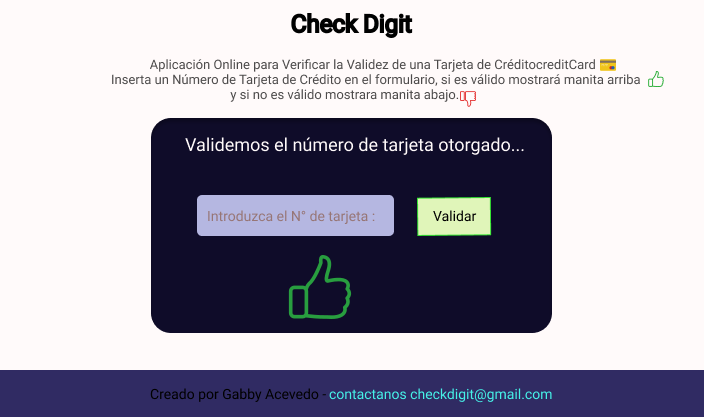 Check Digit
Aplicación Online para Verificar la Validez de una Tarjeta de CréditocreditCard
Inserta un Número de Tarjeta de Crédito en el formulario, si es válido mostrará manita arriba
y si no es válido mostrara manita abajo.
Validemos el número de tarjeta otorgado...
Introduzca el N° de tarjeta : Validar
Creado por Gabby Acevedo - contactanos checkdigit@gmail.com